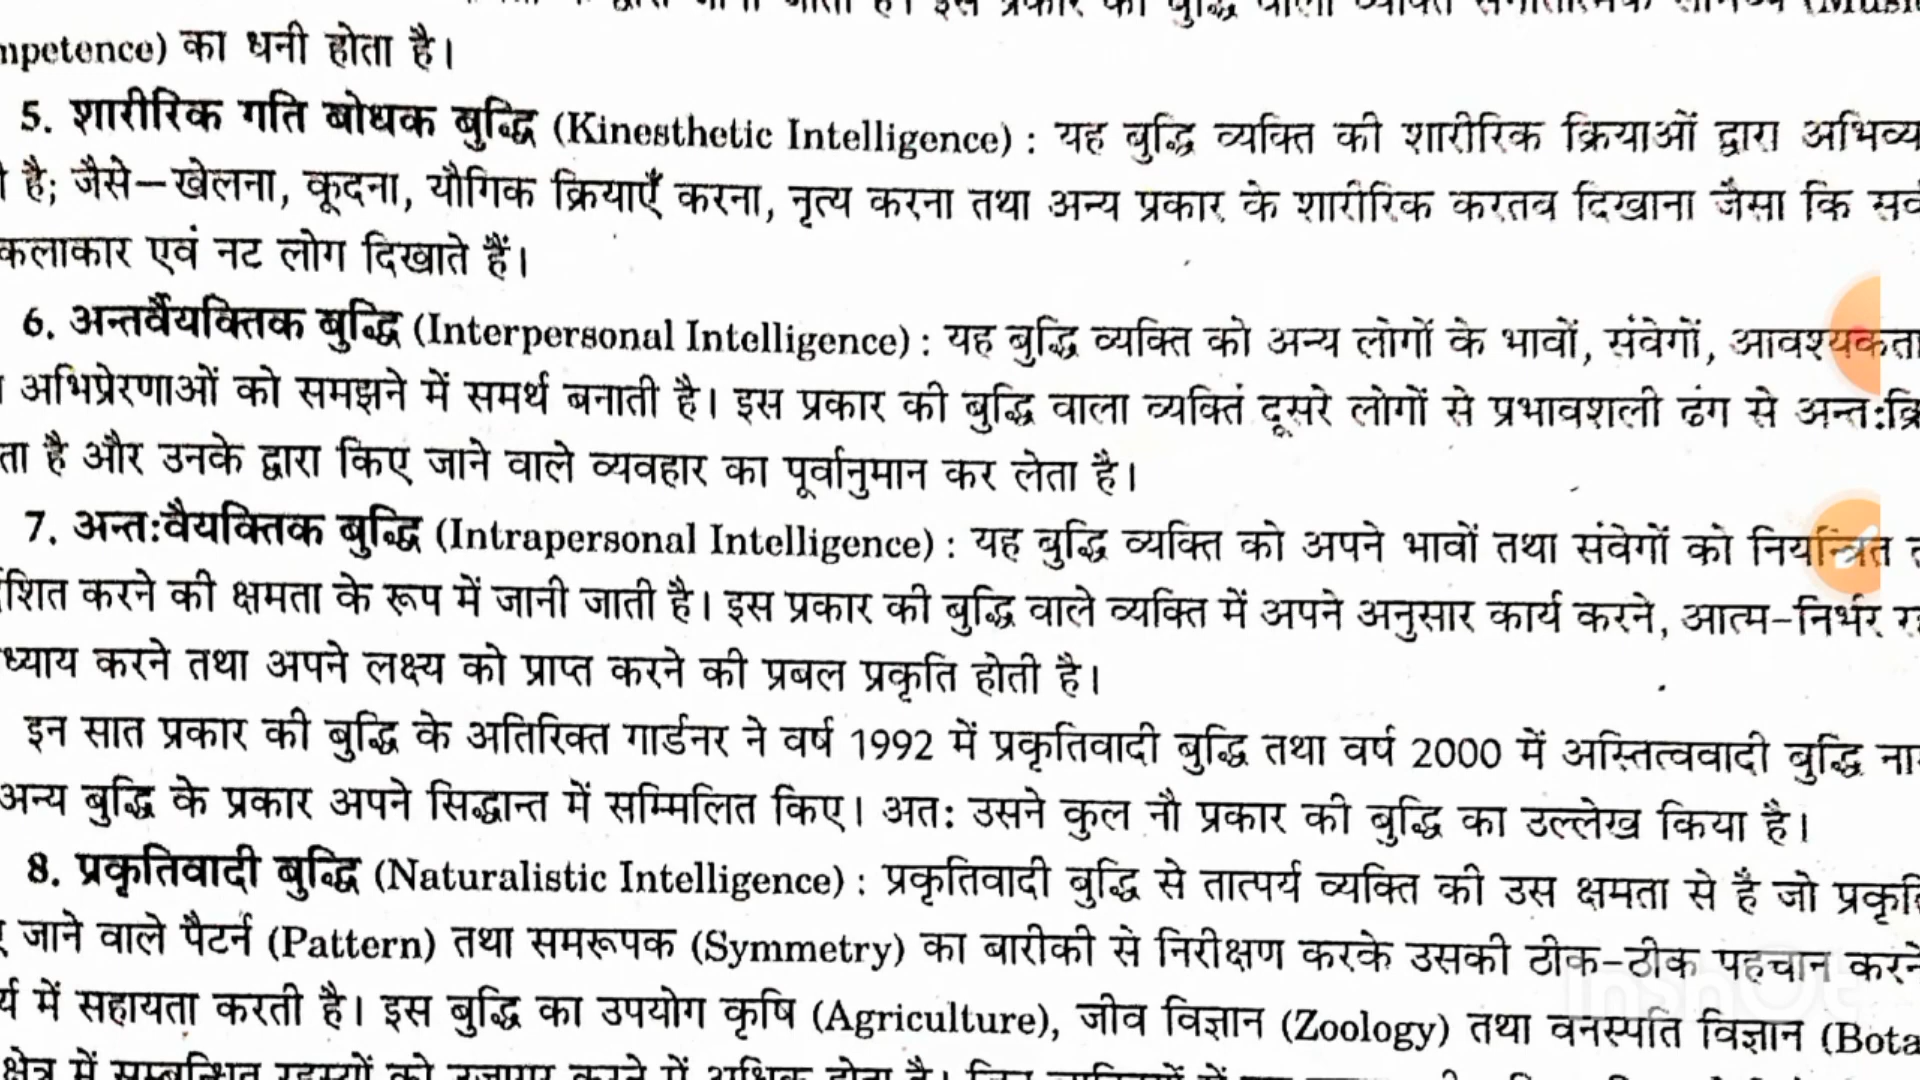 का धनी होता है।
5. शारीरिक गति बोधक बुद्धि (Kinesthetic Intelligence) : यह बुद्धि व्यक्ति की शारीरिक क्रियाओं द्वारा
है; जैसे–खेलना, कूदना, यौगिक क्रियाएँ करना, नृत्य करना तथा अन्य प्रकार के शारीरिक करतब दिखाना जैसा कि
कलाकार एवं नट लोग दिखाते हैं।
6. अन्तर्वैयक्तिक बुद्धि (Interpersonal Intelligence) : यह बुद्धि व्यक्ति को अन्य लोगों के भावों, संवेगों, आवश्यकता
अभिप्रेरणाओं को समझने में समर्थ बनाती है। इस प्रकार की बुद्धि वाला व्यक्तिं दूसरे लोगों से प्रभावशली ढंग से
है और उनके द्वारा किए जाने वाले व्यवहार का पूर्वानुमान कर लेता है।
7. अन्त:वैयक्तिक बुद्धि (Intrapersonal Intelligence) : यह बुद्धि व्यक्ति को अपने भावों तथा संवेगों को नियन्त्रित
करने की क्षमता के रूप में जानी जाती है। इस प्रकार की बुद्धि वाले व्यक्ति में अपने अनुसार कार्य करने, आत्म-निर्भर
करने तथा अपने लक्ष्य को प्राप्त करने की प्रबल प्रकृति होती है।
इन सात प्रकार की बुद्धि के अतिरिक्त गार्डनर ने वर्ष 1992 में प्रकृतिवादी बुद्धि तथा वर्ष 2000 में अस्तित्ववादी बुद्धि
अन्य बुद्धि के प्रकार अपने सिद्धान्त में सम्मिलित किए। अत: उसने कुल नौ प्रकार की बुद्धि का उल्लेख किया है।
8. प्रकृतिवादी बुद्धि (Naturalistic Intelligence) : प्रकृतिवादी बुद्धि से तात्पर्य व्यक्ति की उस क्षमता से है जो
जाने वाले पैटर्न (Pattern) तथा समरूपक (Symmetry) का बारीकी से निरीक्षण करके उसकी ठीक-ठीक पहचान करने
में सहायता करती है। इस बुद्धि का उपयोग कृषि (Agriculture), जीव विज्ञान (Zoology) तथा वनस्पति विज्ञान
InShOt